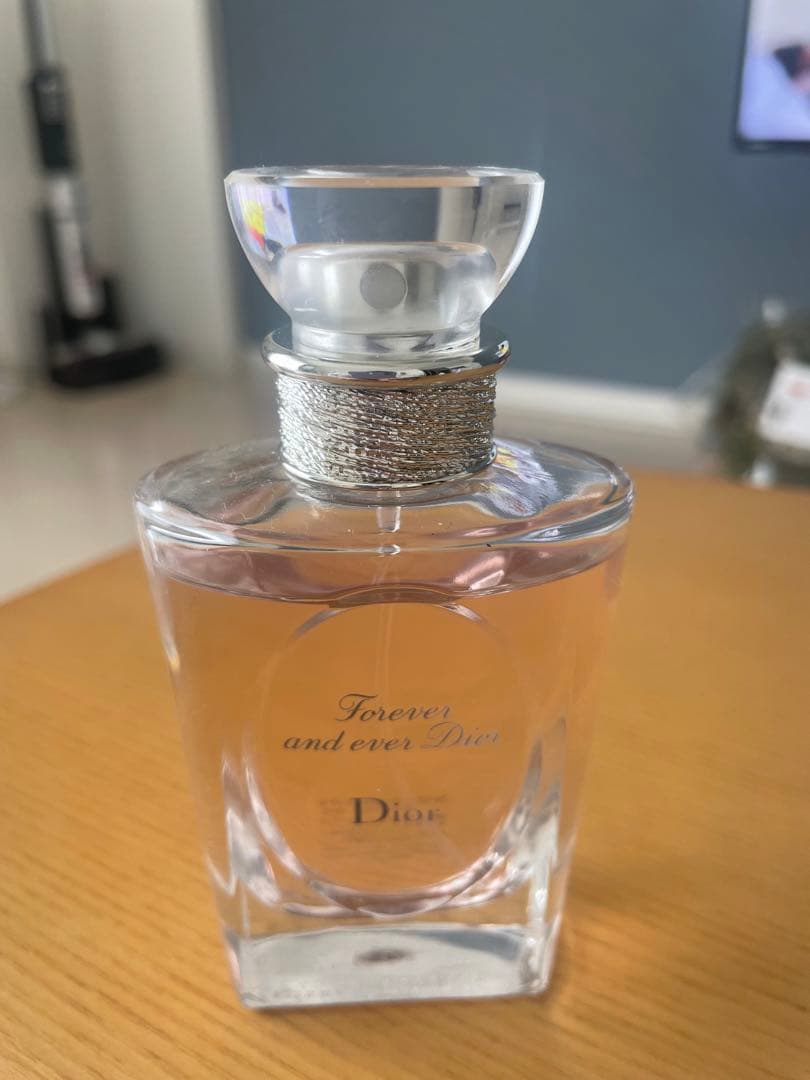 Forever
and ever Dior
Dior